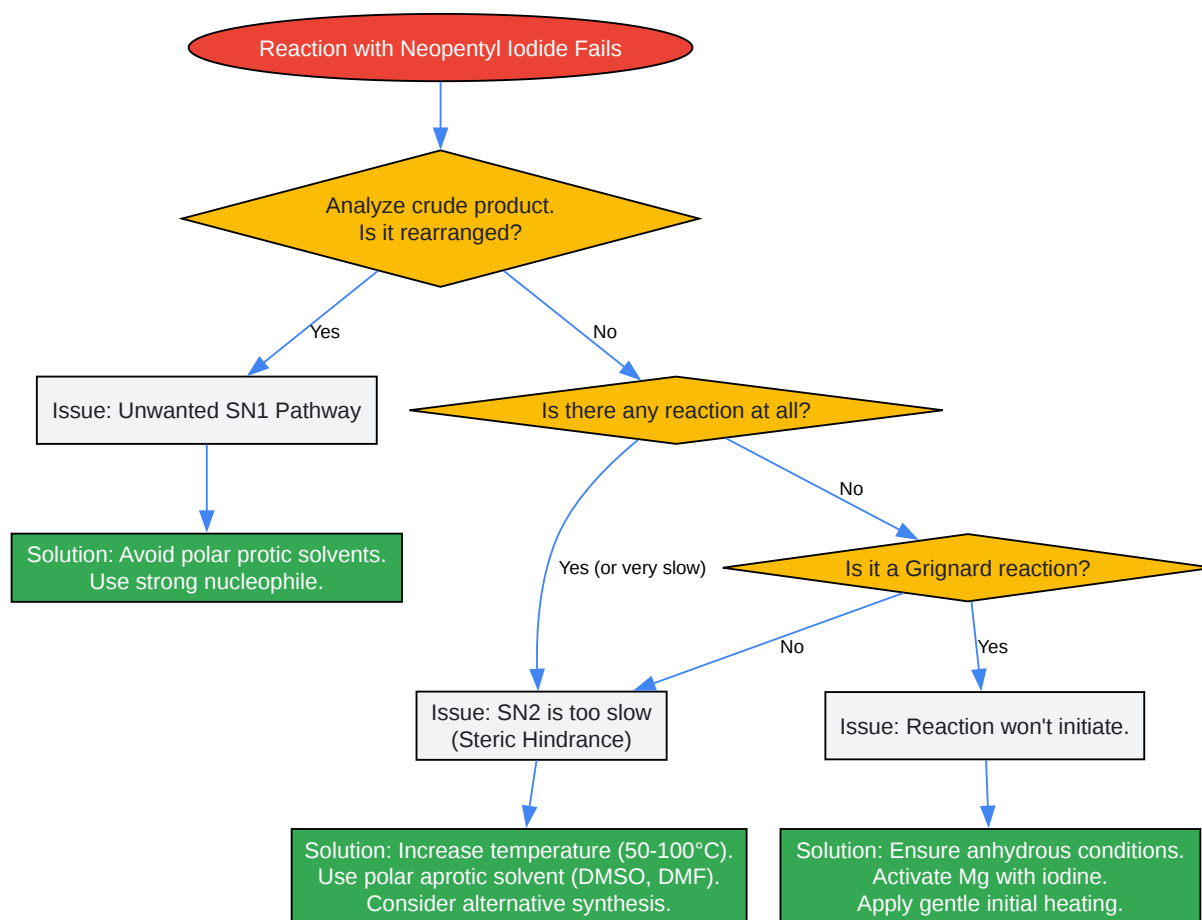 Reaction with Neopentyl Iodide Fails
Analyze crude product.
Is it rearranged?
Yes
No
Issue: Unwanted SN1 Pathway
Is there any reaction at all?
No
Solution: Avoid polar protic solvents.
Use strong nucleophile.
Yes (or very slow)
Is it a Grignard reaction?
No
Yes
Issue: SN2 is too slow
(Steric Hindrance)
Issue: Reaction won't initiate.
Solution: Increase temperature (50-100°C).
Use polar aprotic solvent (DMSO, DMF).
Consider alternative synthesis.
Solution: Ensure anhydrous conditions.
Activate Mg with iodine.
Apply gentle initial heating.